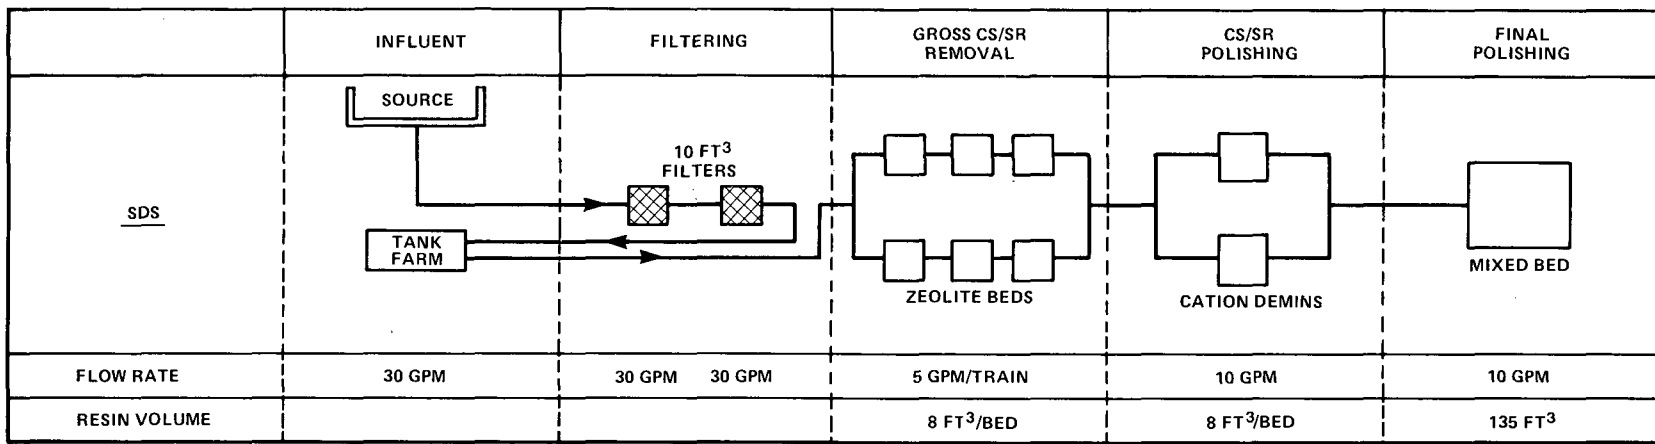 INFLUENT
FILTERING
GROSS CS/SR
REMOVAL
CS/SR
POLISHING
FINAL
POLISHING
SDS
SOURCE
TANK
FARM
10 FT³
FILTERS
ZEOLITE BEDS
CATION DEMINS
MIXED BED
FLOW RATE
30 GPM
30 GPM 30 GPM
5 GPM/TRAIN
10 GPM
10 GPM
RESIN VOLUME
8 FT³/BED
8 FT³/BED
135 FT³